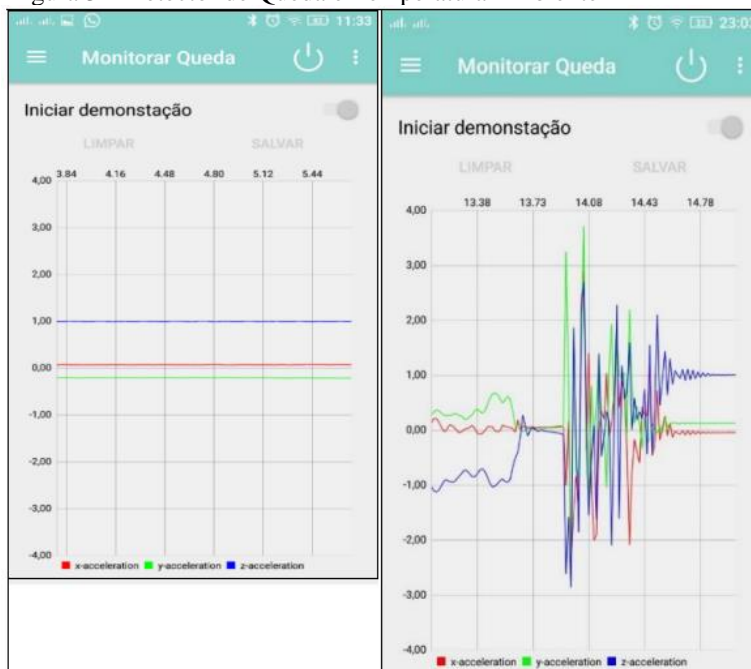 11:33
Monitorar Queda
Iniciar demonstação
LIMPAR SALVAR
3.84 4.16 4.48 4.80 5.12 5.44
4,00
3,00
2,00
1,00
0,00
-1,00
-2,00
-3,00
-4,00
x-acceleration y-acceleration z-acceleration
23:03
Monitorar Queda
Iniciar demonstação
LIMPAR SALVAR
13.38 13.73 14.08 14.43 14.78
4,00
3,00
2,00
1,00
0,00
-1,00
-2,00
-3,00
-4,00
x-acceleration y-acceleration z-acceleration